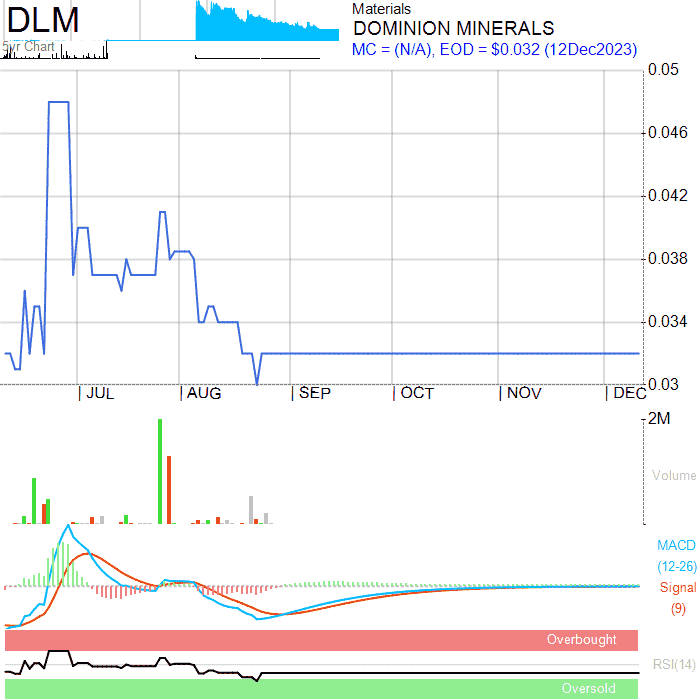 DLM
5yr Chart
Materials
DOMINION MINERALS
MC = (N/A), EOD = $0.032 (12Dec2023)
0.05
0.046
0.042
0.038
0.034
0.03
JUL AUG SEP OCT NOV DEC
2M
Volume
MACD
(12-26)
Signal
(9)
Overbought
RSI(14)
Oversold